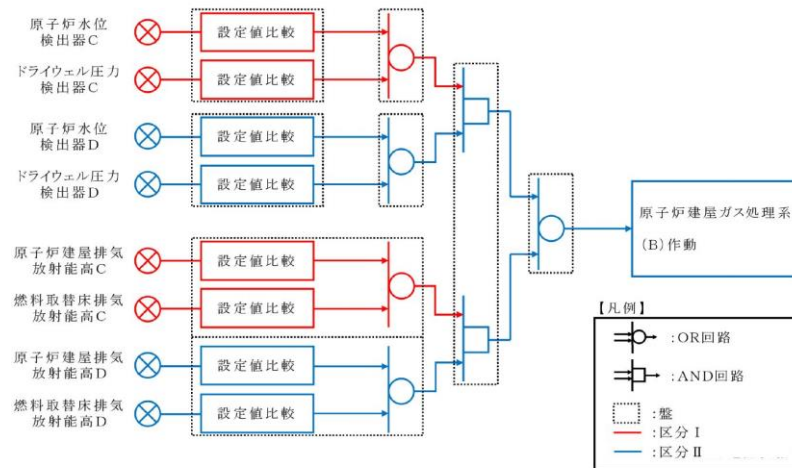 原子炉水位
検出器C
設定値比較
ドライウェル圧力
検出器C
設定値比較
原子炉水位
検出器D
設定値比較
ドライウェル圧力
検出器D
設定値比較
原子炉建屋排気
放射能高C
設定値比較
燃料取替床排気
放射能高C
設定値比較
原子炉建屋排気
放射能高D
設定値比較
燃料取替床排気
放射能高D
設定値比較
原子炉建屋ガス処理系
(B)作動
【凡例】
:OR回路
:AND回路
:盤
:区分Ⅰ
:区分Ⅱ